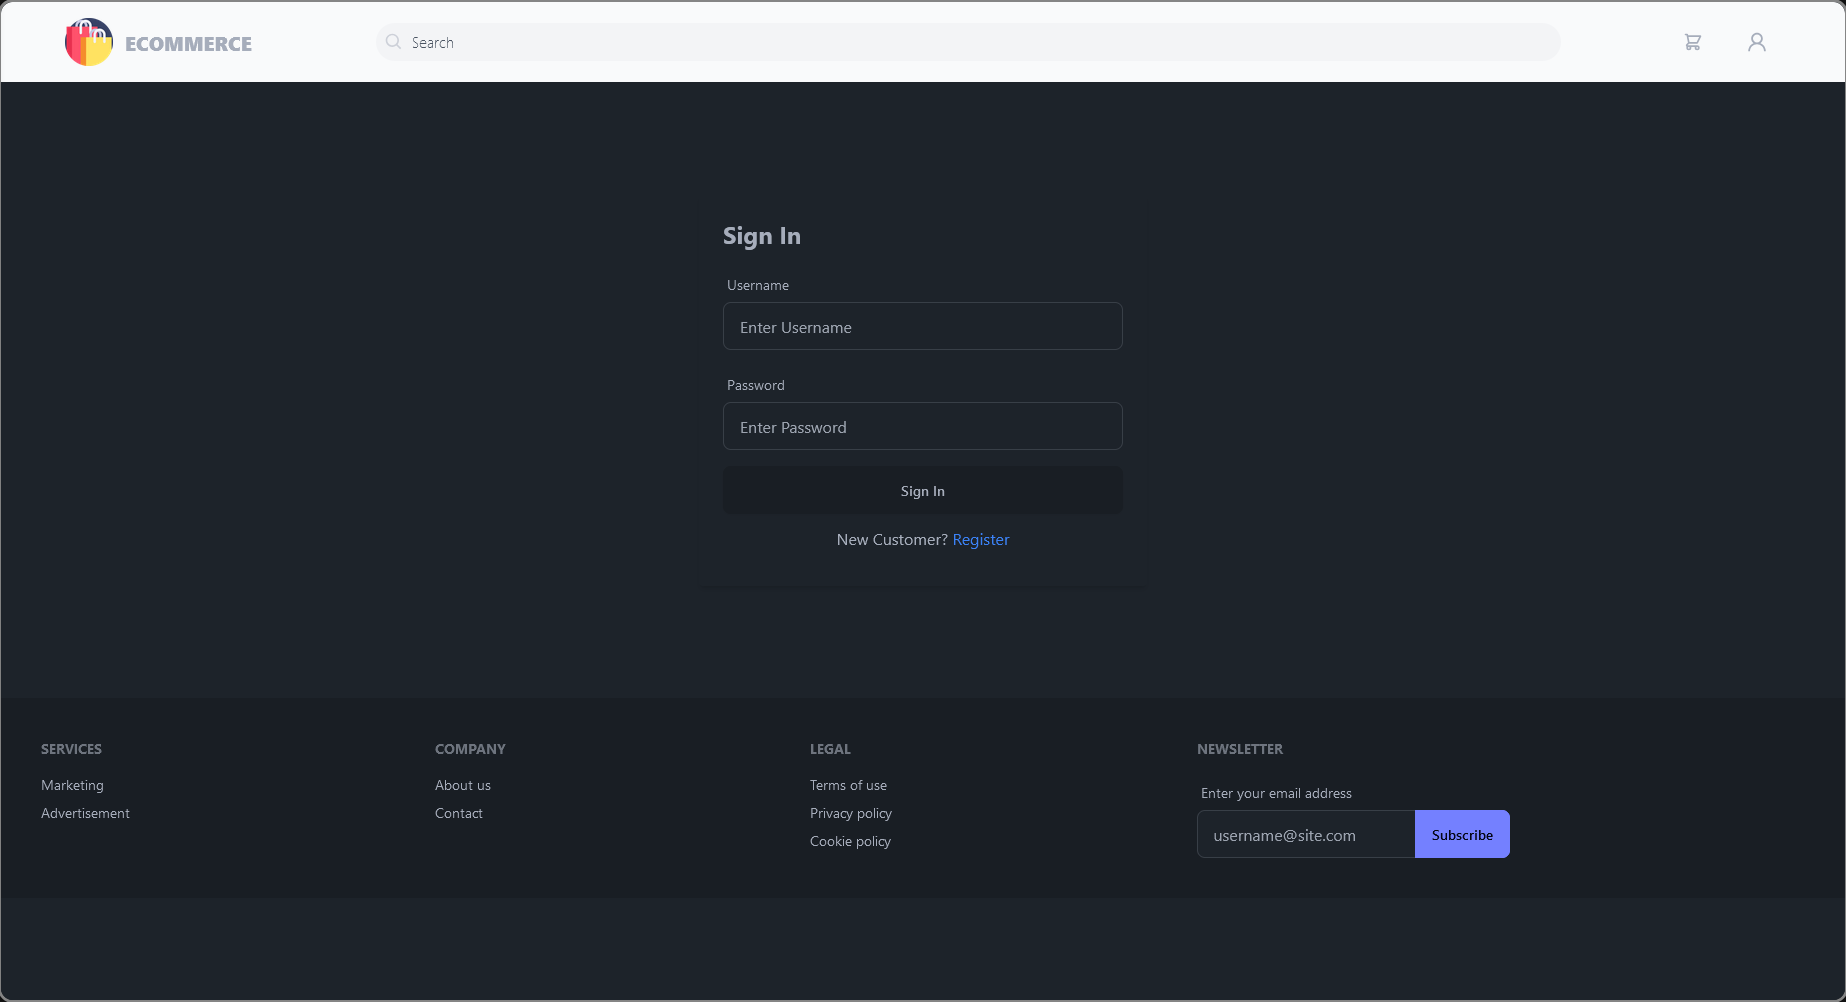 ECOMMERCE
Search
Sign In
Username
Enter Username
Password
Enter Password
Sign In
New Customer? Register
SERVICES
Marketing
Advertisement
COMPANY
About us
Contact
LEGAL
Terms of use
Privacy policy
Cookie policy
NEWSLETTER
Enter your email address
username@site.com
Subscribe